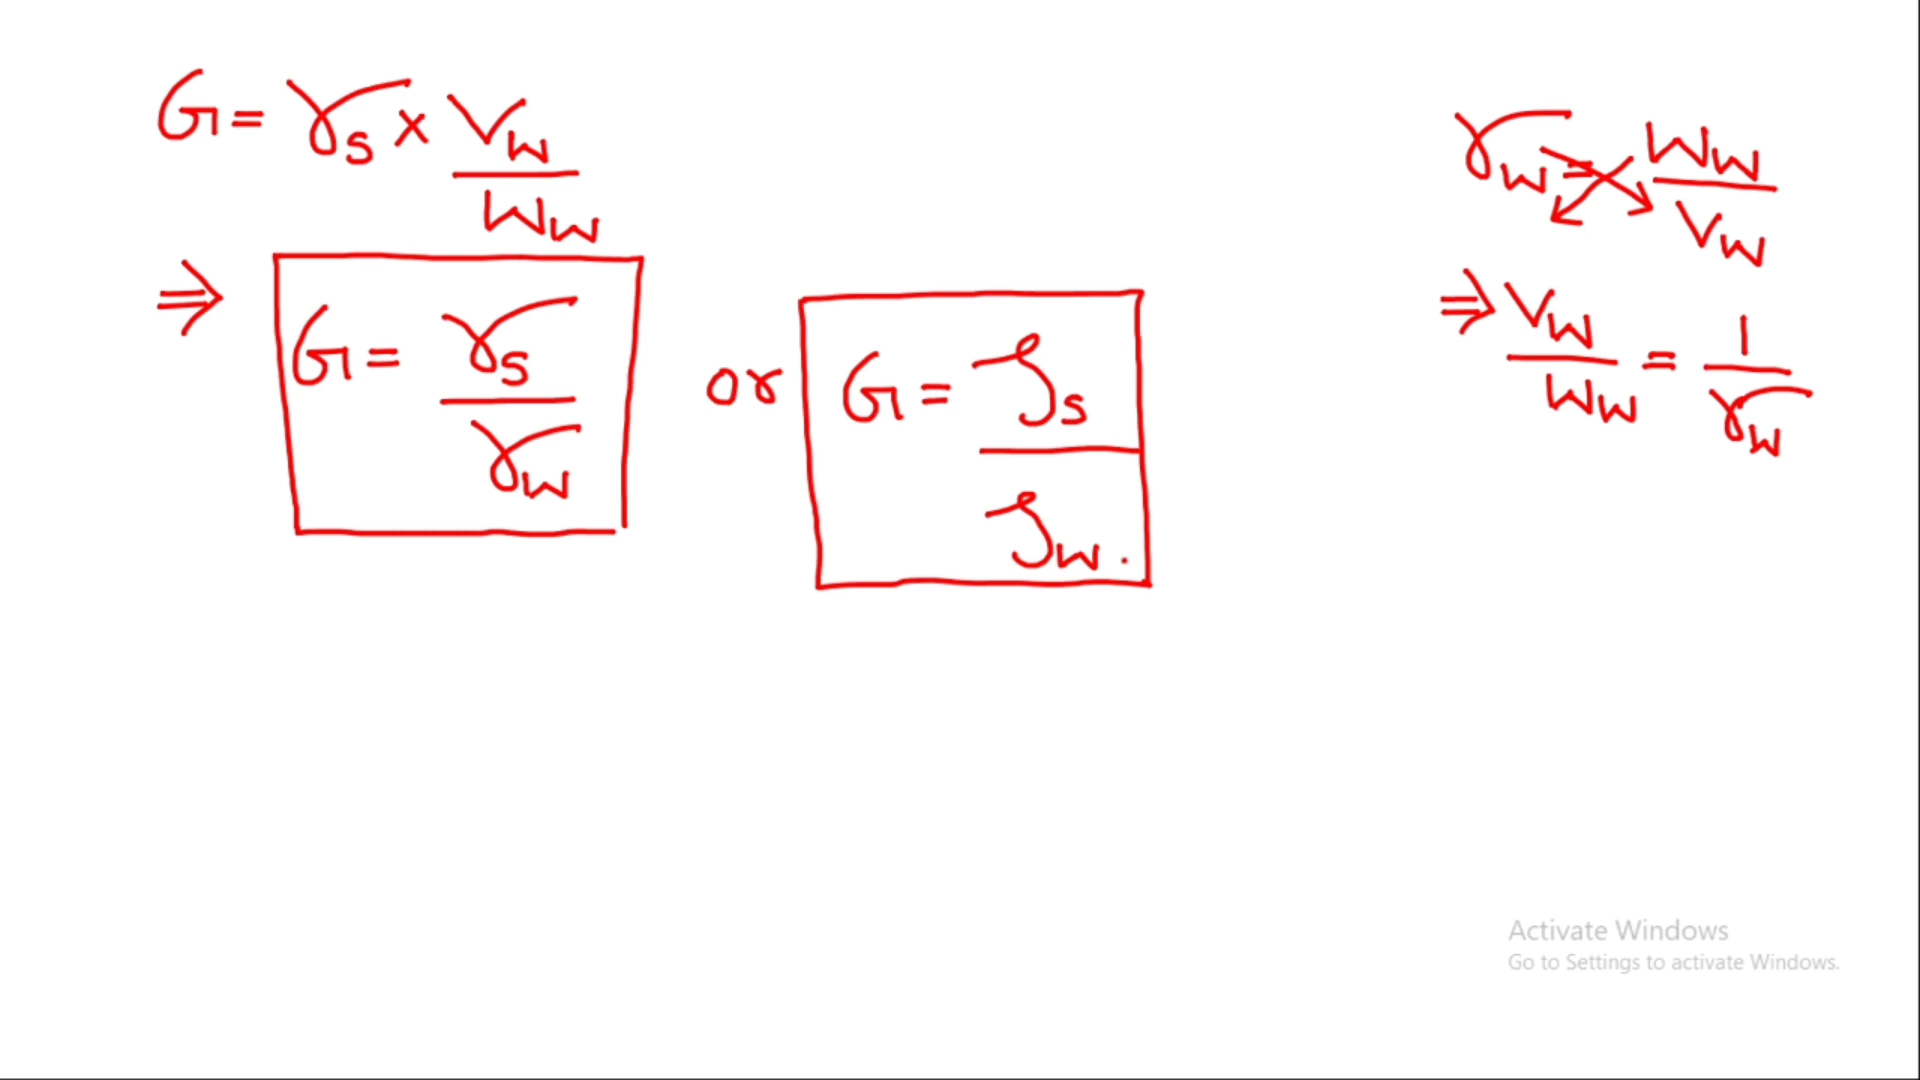 G = γs × Vw / Ww
⇒ G = γs / γw or G = ρs / ρw .
γw = Ww / Vw
⇒ Vw / Ww = 1 / γw
Activate Windows
Go to Settings to activate Windows.